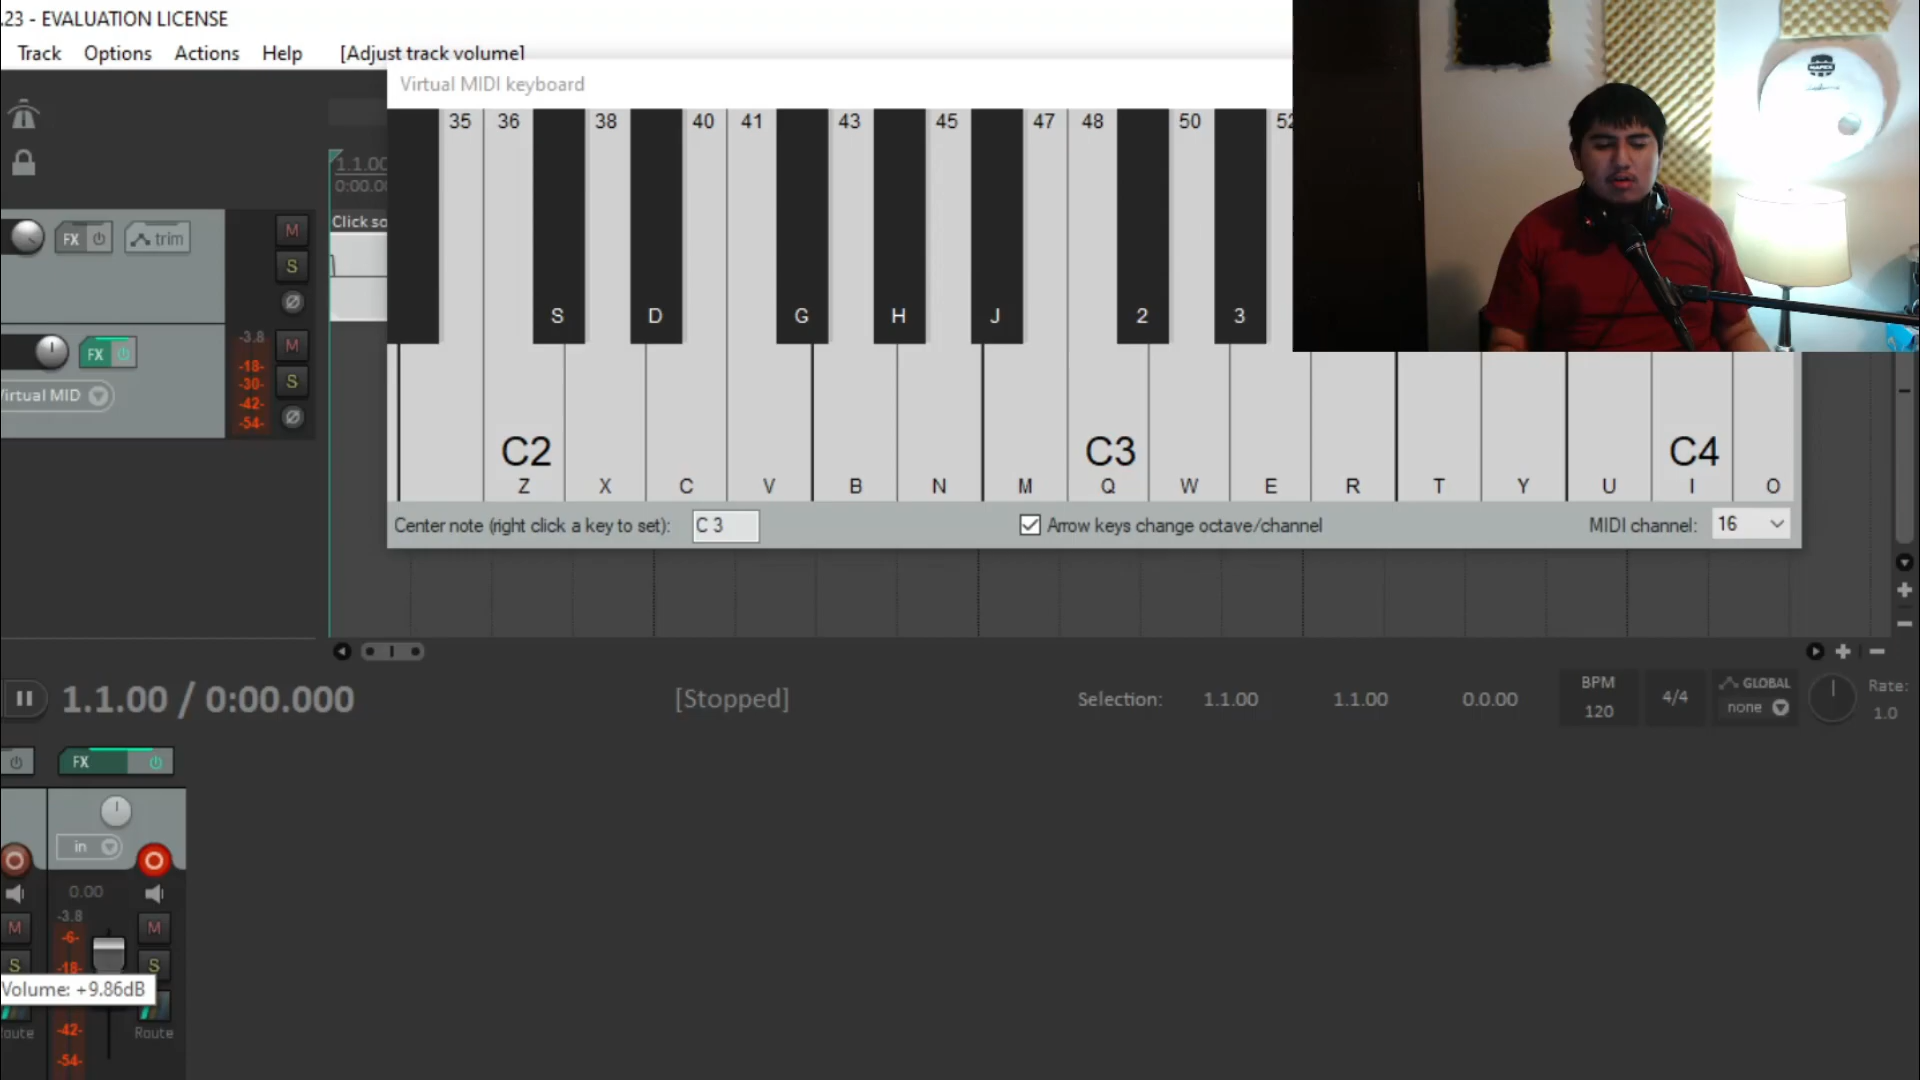 .23 - EVALUATION LICENSE
Track Options Actions Help [Adjust track volume]
Virtual MIDI keyboard
35 36 38 40 41 43 45 47 48 50 52
1.1.00
0:00.00
Click so
FX trim M
S
S D G H J 2 3
-3.8 M
FX
-18-
-30- S
Virtual MID
-42-
-54-
C2 C3 C4
Z X C V B N M Q W E R T Y U I O
Center note (right click a key to set): C 3 Arrow keys change octave/channel MIDI channel: 16
1.1.00 / 0:00.000 [Stopped] Selection: 1.1.00 1.1.00 0.0.00
BPM
120
4/4
GLOBAL
none
Rate:
1.0
FX
in
0.00
-3.8
M -6- M
S -18- S
Volume: +9.86dB
Route -42- Route
-54-